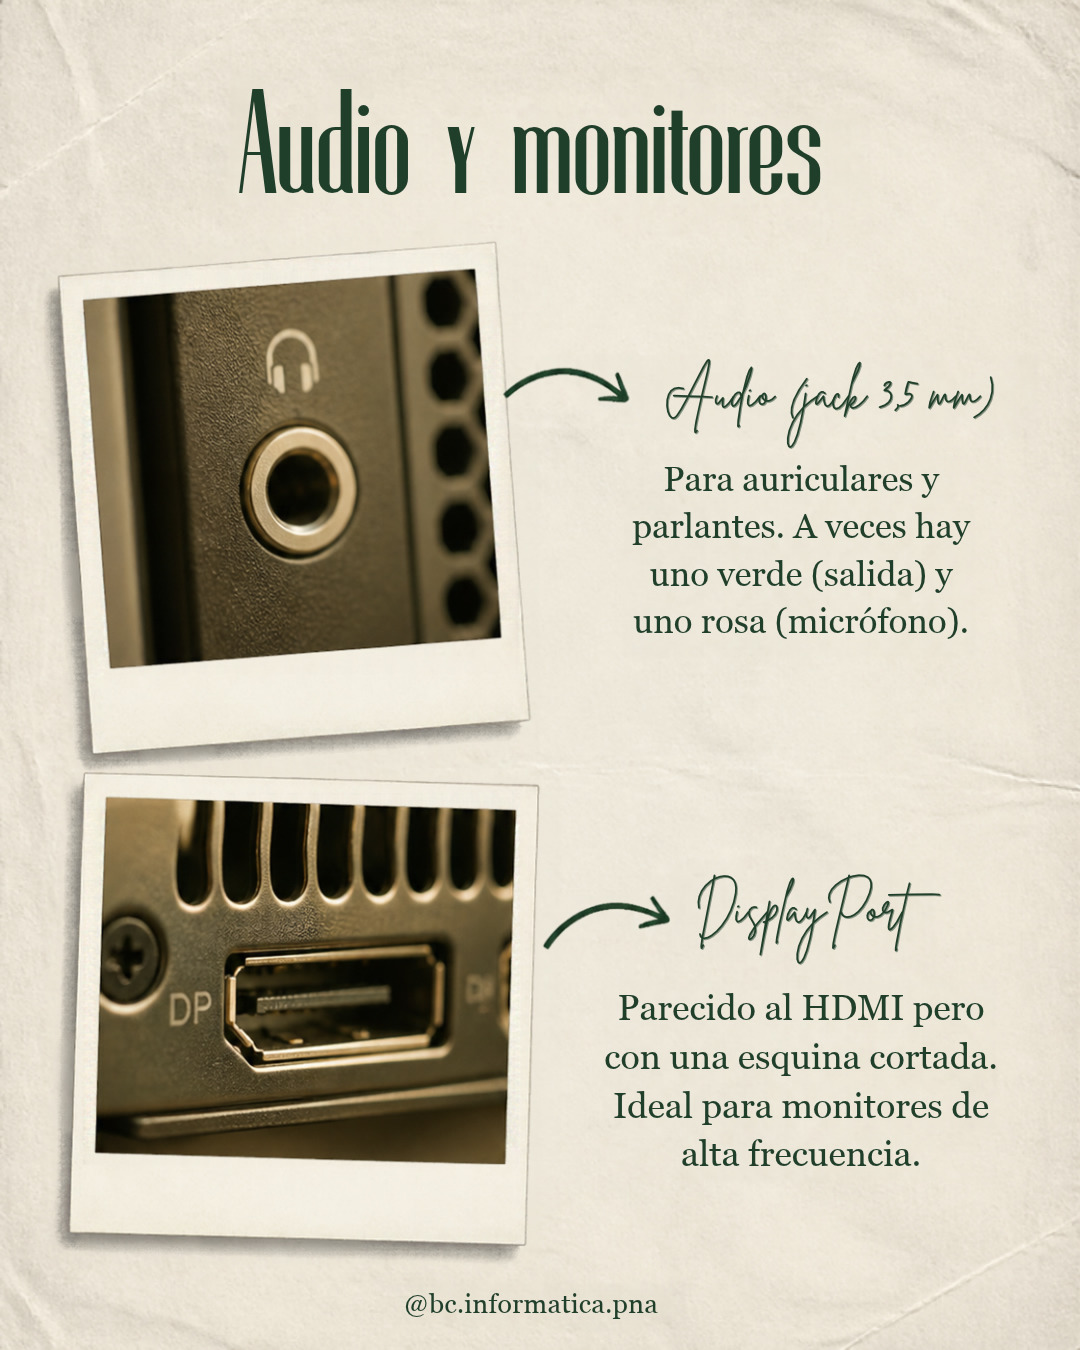 Audio y monitores
Audio (jack 3,5 mm)
Para auriculares y
parlantes. A veces hay
uno verde (salida) y
uno rosa (micrófono).
DP
DisplayPort
Parecido al HDMI pero
con una esquina cortada.
Ideal para monitores de
alta frecuencia.
@bc.informatica.pna